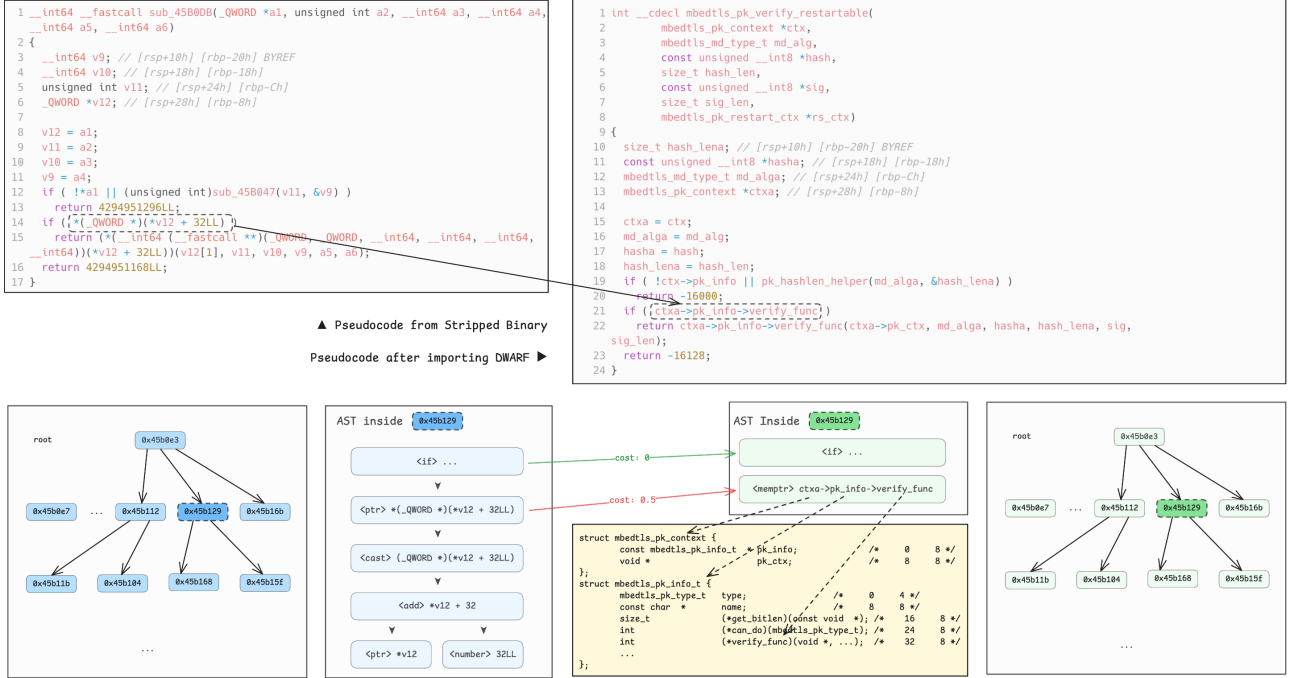 1 __int64 __fastcall sub_45B0DB(_QWORD *a1, unsigned int a2, __int64 a3, __int64 a4,
__int64 a5, __int64 a6)
2 {
3 __int64 v9; // [rsp+10h] [rbp-20h] BYREF
4 __int64 v10; // [rsp+18h] [rbp-18h]
5 unsigned int v11; // [rsp+24h] [rbp-Ch]
6 _QWORD *v12; // [rsp+28h] [rbp-8h]
7
8 v12 = a1;
9 v11 = a2;
10 v10 = a3;
11 v9 = a4;
12 if ( !*a1 || (unsigned int)sub_45B047(v11, &v9) )
13 return 4294951296LL;
14 if ( *(_QWORD *)(*v12 + 32LL) )
15 return (*(__int64 (__fastcall **)(_QWORD, _QWORD, __int64, __int64, __int64,
__int64))(*v12 + 32LL))(v12[1], v11, v10, v9, a5, a6);
16 return 4294951168LL;
17 }
▲ Pseudocode from Stripped Binary
Pseudocode after importing DWARF ▶
1 int __cdecl mbedtls_pk_verify_restartable(
2 mbedtls_pk_context *ctx,
3 mbedtls_md_type_t md_alg,
4 const unsigned __int8 *hash,
5 size_t hash_len,
6 const unsigned __int8 *sig,
7 size_t sig_len,
8 mbedtls_pk_restart_ctx *rs_ctx)
9 {
10 size_t hash_lena; // [rsp+10h] [rbp-20h] BYREF
11 const unsigned __int8 *hasha; // [rsp+18h] [rbp-18h]
12 mbedtls_md_type_t md_alga; // [rsp+24h] [rbp-Ch]
13 mbedtls_pk_context *ctxa; // [rsp+28h] [rbp-8h]
14
15 ctxa = ctx;
16 md_alga = md_alg;
17 hasha = hash;
18 hash_lena = hash_len;
19 if ( !ctx->pk_info || pk_hashlen_helper(md_alga, &hash_lena) )
20 return -16000;
21 if ( ctxa->pk_info->verify_func )
22 return ctxa->pk_info->verify_func(ctxa->pk_ctx, md_alga, hasha, hash_lena, sig,
sig_len);
23 return -16128;
24 }
root
0x45b0e3
0x45b0e7 ... 0x45b112 0x45b129 0x45b16b
0x45b11b 0x45b104 0x45b168 0x45b15f
...
AST inside 0x45b129
<if> ...
<ptr> *(_QWORD *)(*v12 + 32LL)
<cast> (_QWORD *)(*v12 + 32LL)
<add> *v12 + 32
<ptr> *v12 <number> 32LL
cost: 0
cost: 0.5
AST Inside 0x45b129
<if> ...
<memptr> ctxa->pk_info->verify_func
struct mbedtls_pk_context {
const mbedtls_pk_info_t * pk_info; /* 0 8 */
void * pk_ctx; /* 8 8 */
};
struct mbedtls_pk_info_t {
mbedtls_pk_type_t type; /* 0 4 */
const char * name; /* 8 8 */
size_t (*get_bitlen)(const void *); /* 16 8 */
int (*can_do)(mbedtls_pk_type_t); /* 24 8 */
int (*verify_func)(void *, ...); /* 32 8 */
...
};
root
0x45b0e3
0x45b0e7 ... 0x45b112 0x45b129 0x45b16b
0x45b11b 0x45b104 0x45b168 0x45b15f
...